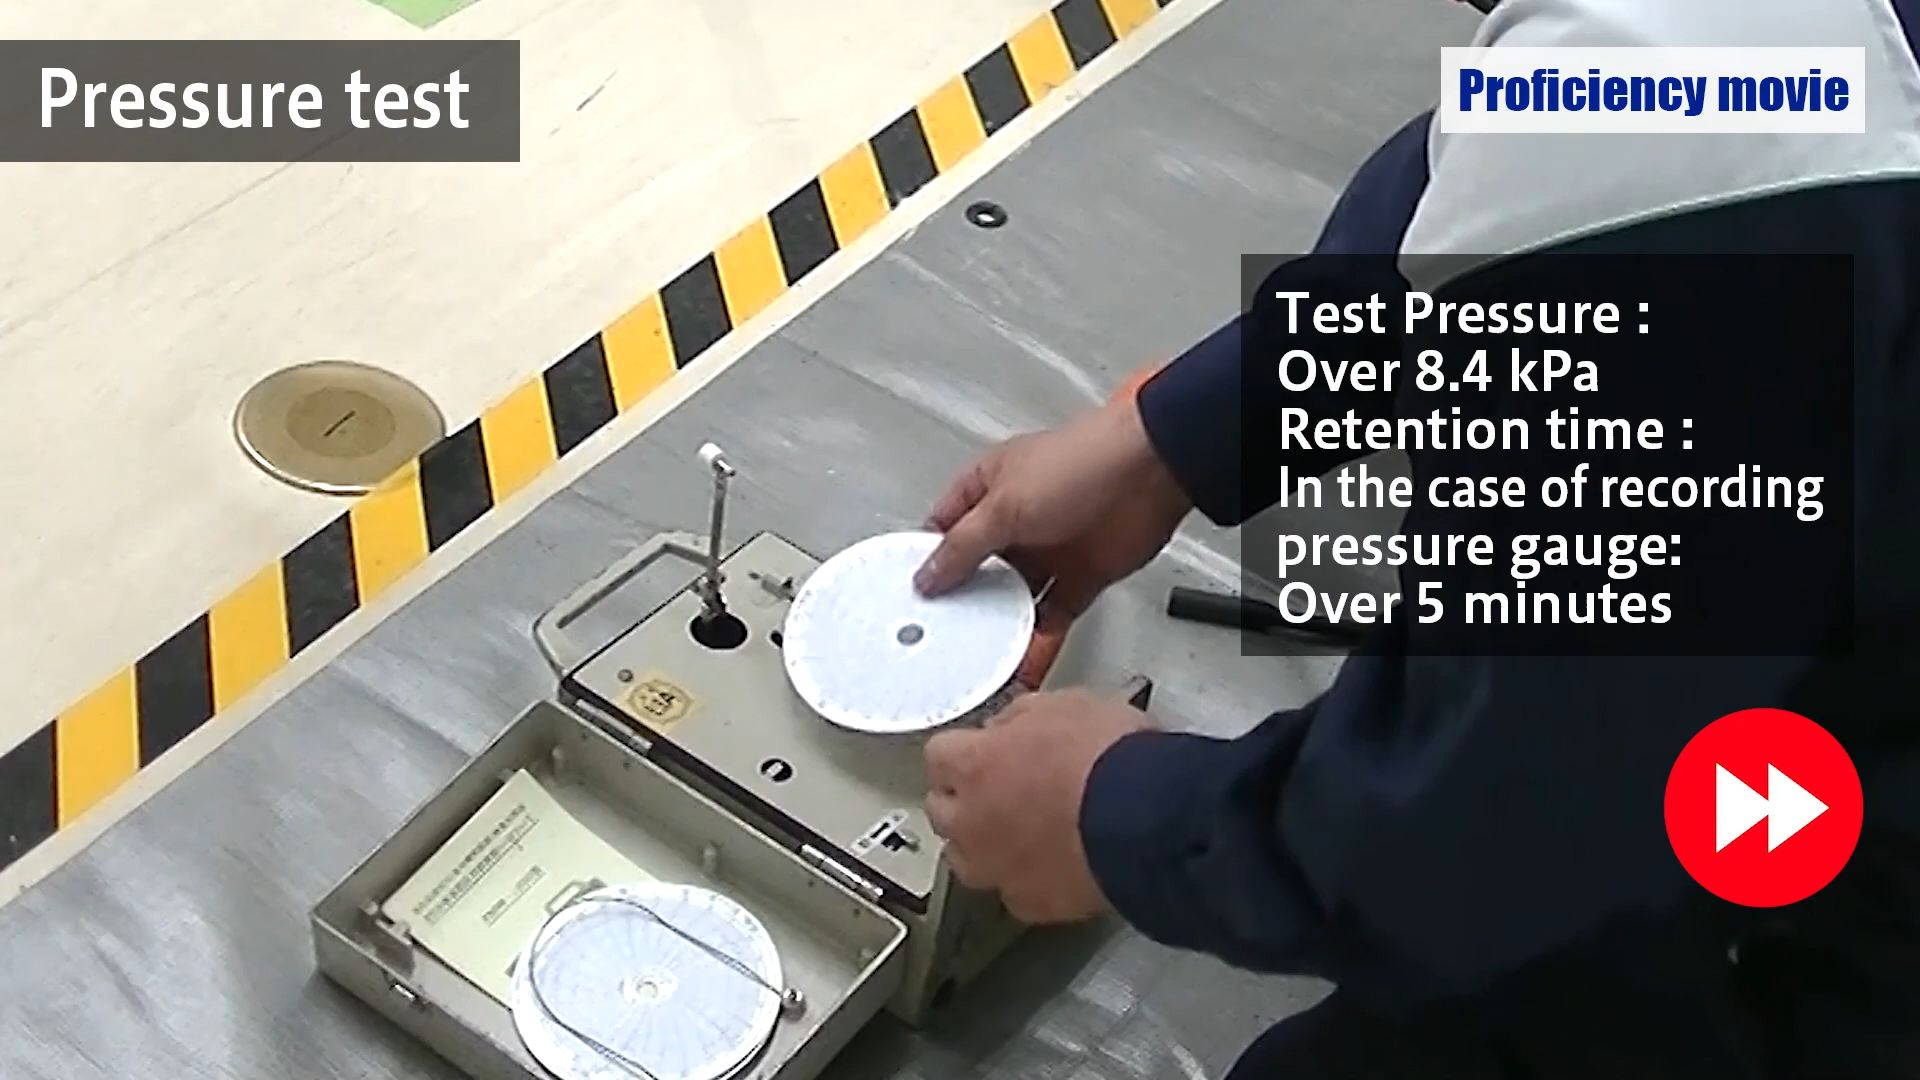 Pressure test
Proficiency movie
Test Pressure :
Over 8.4 kPa
Retention time :
In the case of recording
pressure gauge:
Over 5 minutes